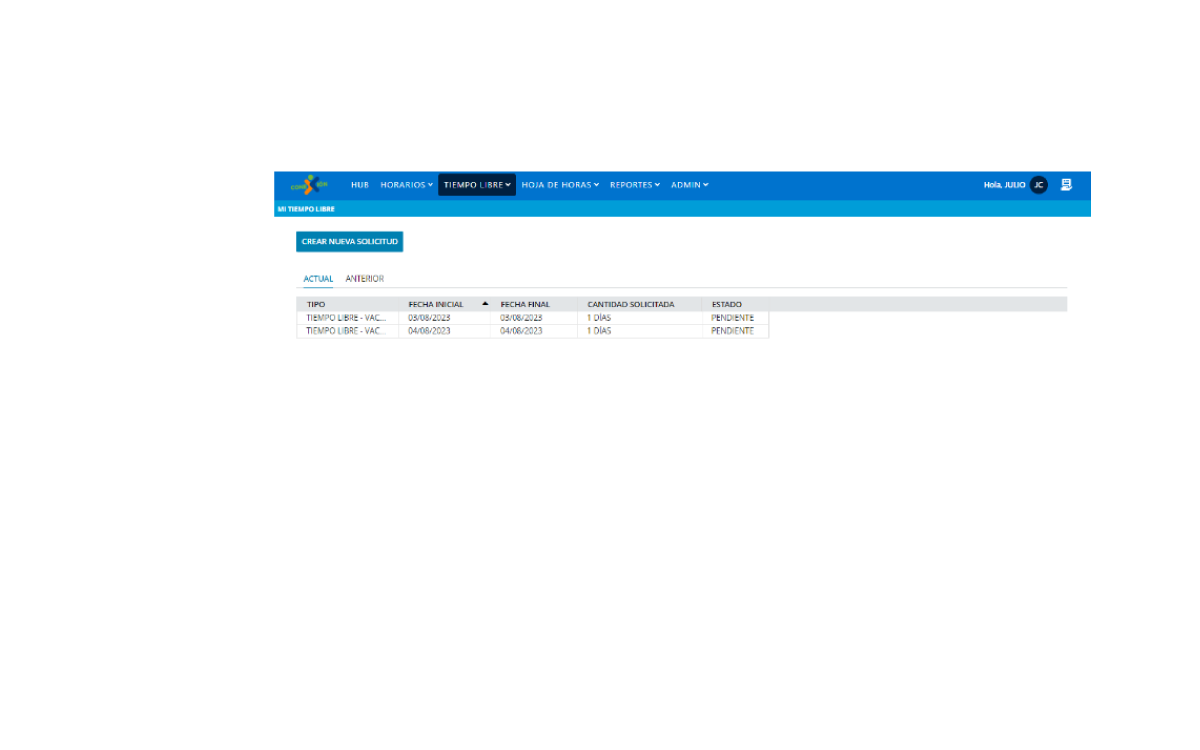 HUB HORARIOS TIEMPO LIBRE HOJA DE HORAS REPORTES ADMIN Hola, JULIO JC
MI TIEMPO LIBRE
CREAR NUEVA SOLICITUD
ACTUAL ANTERIOR
TIPO FECHA INICIAL FECHA FINAL CANTIDAD SOLICITADA ESTADO
TIEMPO LIBRE - VAC... 03/08/2023 03/08/2023 1 DÍAS PENDIENTE
TIEMPO LIBRE - VAC... 04/08/2023 04/08/2023 1 DÍAS PENDIENTE